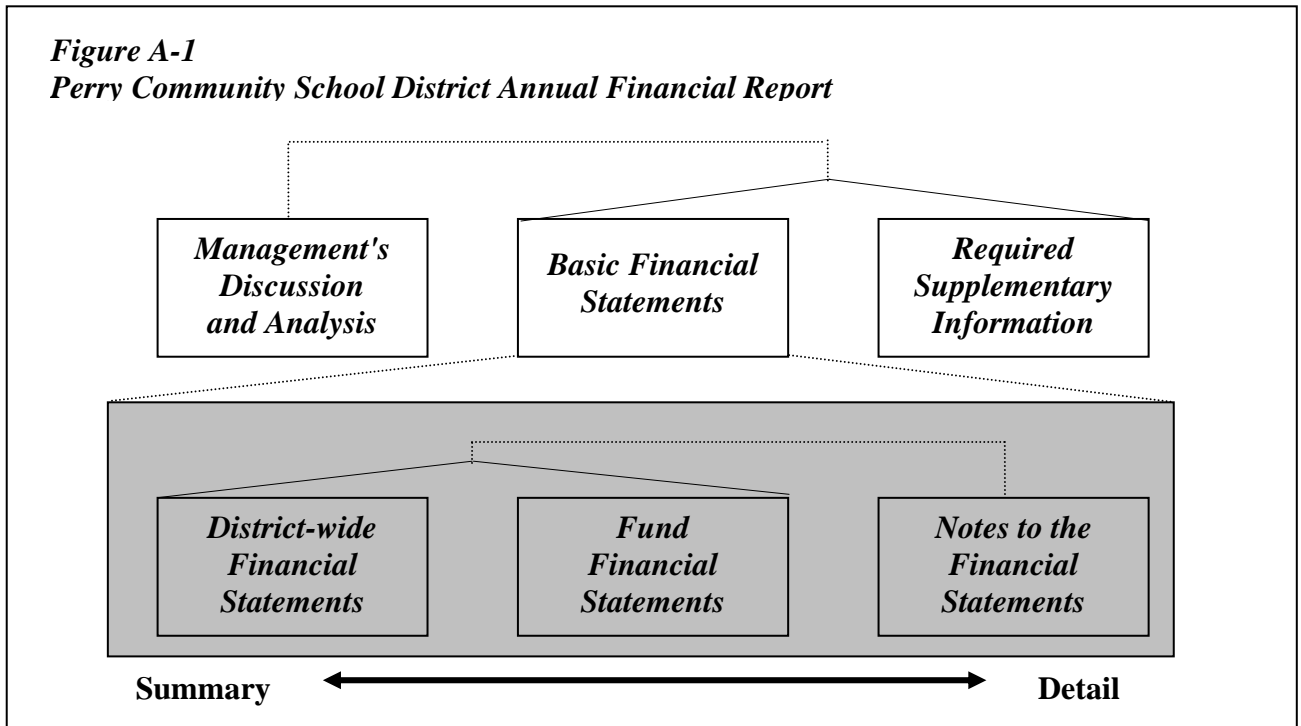 Figure A-1
Perry Community School District Annual Financial Report
Management's
Discussion
and Analysis
Basic Financial
Statements
Required
Supplementary
Information
District-wide
Financial
Statements
Fund
Financial
Statements
Notes to the
Financial
Statements
Summary
Detail